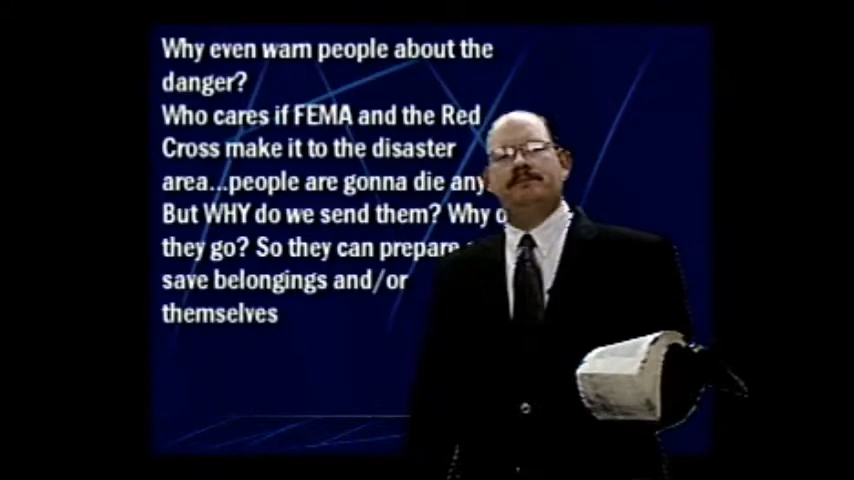 Why even warn people about the
danger?
Who cares if FEMA and the Red
Cross make it to the disaster
area...people are gonna die any
But WHY do we send them? Why
they go? So they can prepare
save belongings and/or
themselves